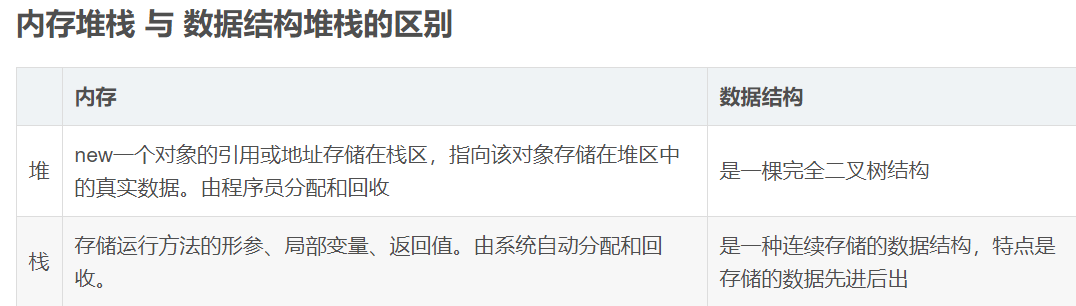 内存堆栈 与 数据结构堆栈的区别
内存
数据结构
堆
new一个对象的引用或地址存储在栈区，指向该对象存储在堆区中
的真实数据。由程序员分配和回收
是一棵完全二叉树结构
栈
存储运行方法的形参、局部变量、返回值。由系统自动分配和回
收。
是一种连续存储的数据结构，特点是
存储的数据先进后出